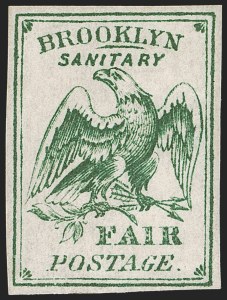 BROOKLYN
SANITARY
FAIR
POSTAGE.